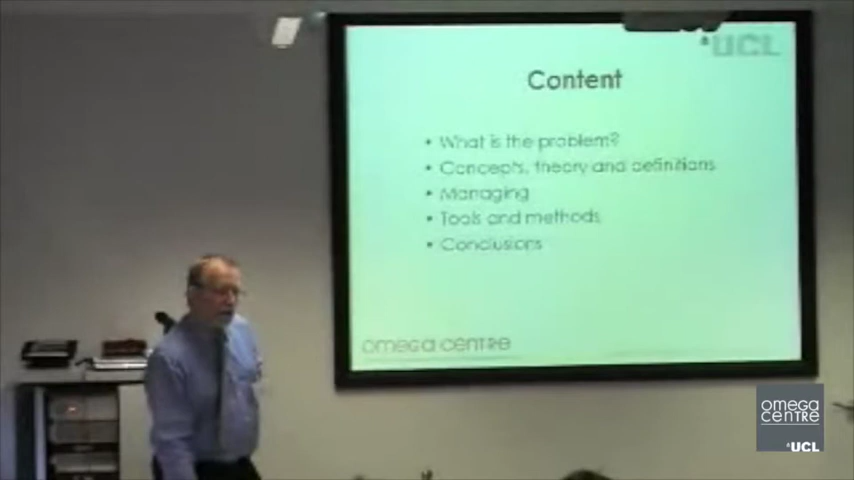 UCL
Content
• What is the problem?
• Concepts, theory and definitions
• Managing
• Tools and methods
• Conclusions
omega centre
omega
centre
UCL